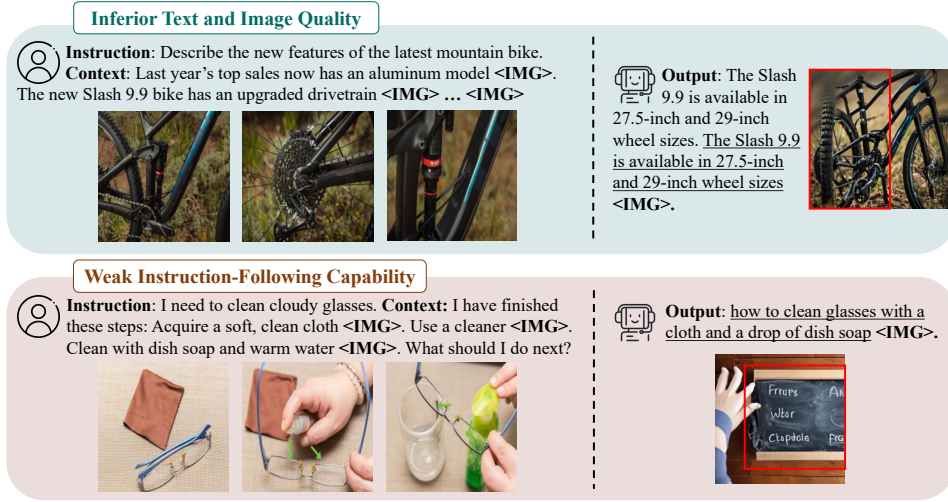 Inferior Text and Image Quality
Instruction: Describe the new features of the latest mountain bike.
Context: Last year's top sales now has an aluminum model <IMG>.
The new Slash 9.9 bike has an upgraded drivetrain <IMG> ... <IMG>
Output: The Slash
9.9 is available in
27.5-inch and 29-inch
wheel sizes. The Slash 9.9
is available in 27.5-inch
and 29-inch wheel sizes
<IMG>.
Weak Instruction-Following Capability
Instruction: I need to clean cloudy glasses. Context: I have finished
these steps: Acquire a soft, clean cloth <IMG>. Use a cleaner <IMG>.
Clean with dish soap and warm water <IMG>. What should I do next?
Output: how to clean glasses with a
cloth and a drop of dish soap <IMG>.